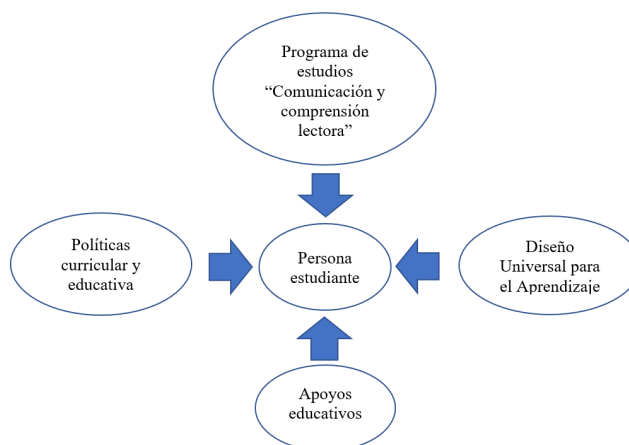 Programa de
estudios
“Comunicación y
comprensión
lectora”
Políticas
curricular y
educativa
Persona
estudiante
Diseño
Universal para
el Aprendizaje
Apoyos
educativos